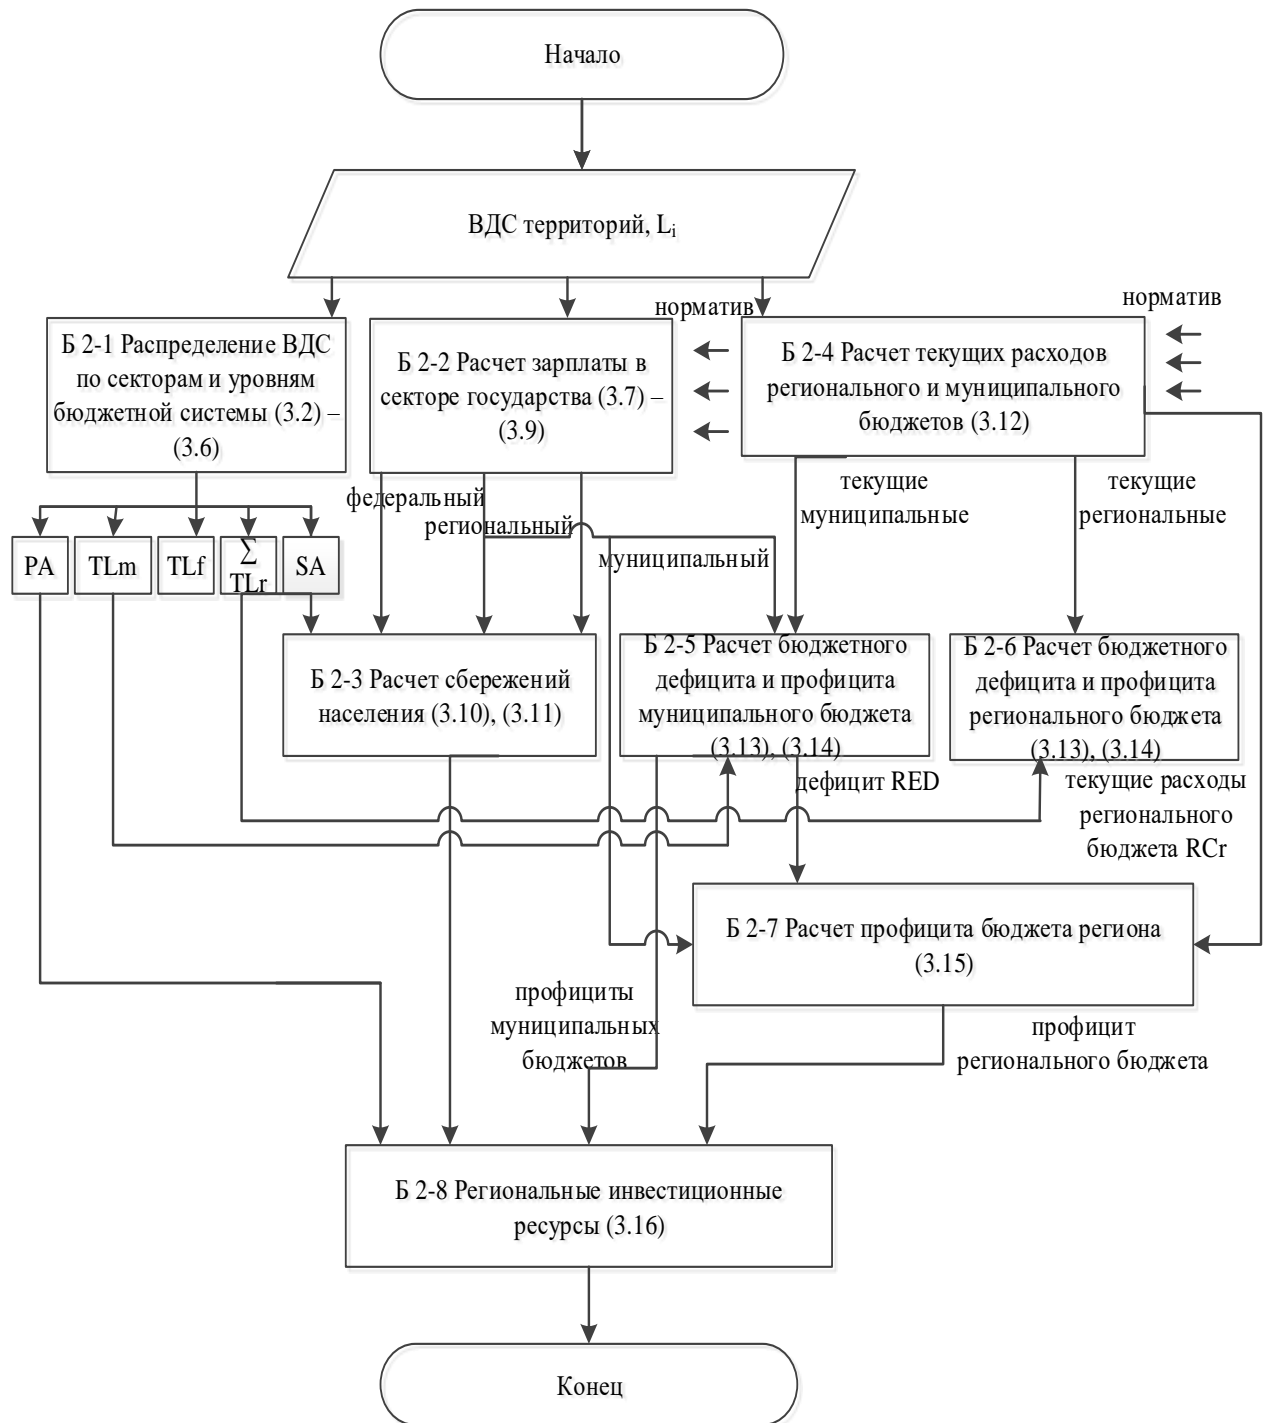 Начало
ВДС территорий, Li
норматив
норматив
Б 2-1 Распределение ВДС
по секторам и уровням
бюджетной системы (3.2) –
(3.6)
Б 2-2 Расчет зарплаты в
секторе государства (3.7) –
(3.9)
Б 2-4 Расчет текущих расходов
регионального и муниципального
бюджетов (3.12)
федеральный
региональный
муниципальный
текущие
муниципальные
текущие
региональные
PA
TLm
TLf
∑
TLr
SA
Б 2-3 Расчет сбережений
населения (3.10), (3.11)
Б 2-5 Расчет бюджетного
дефицита и профицита
муниципального бюджета
(3.13), (3.14)
Б 2-6 Расчет бюджетного
дефицита и профицита
регионального бюджета
(3.13), (3.14)
дефицит RED
текущие расходы
регионального
бюджета RCr
Б 2-7 Расчет профицита бюджета региона
(3.15)
профициты
муниципальных
бюджетов
профицит
регионального бюджета
Б 2-8 Региональные инвестиционные
ресурсы (3.16)
Конец